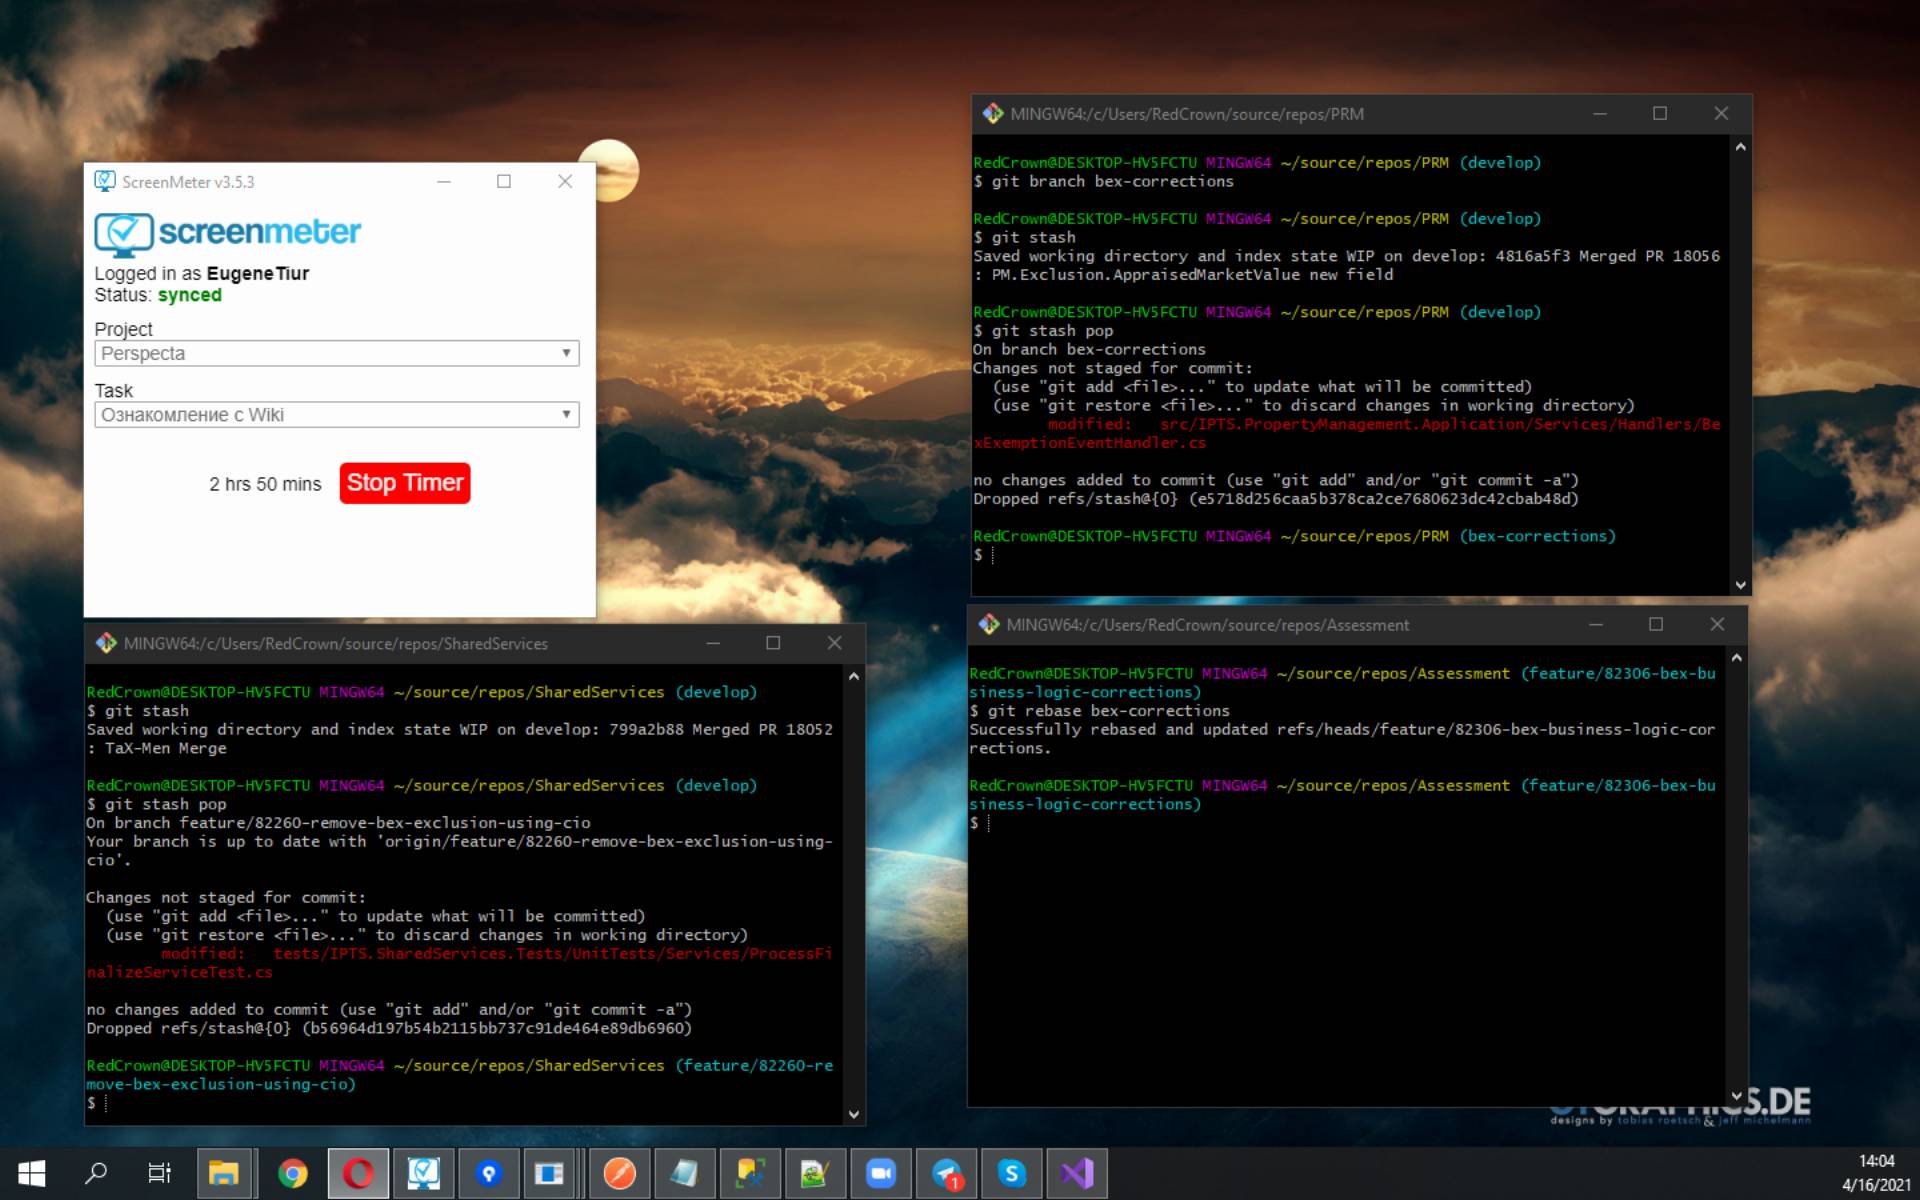 ScreenMeter v3.5.3
screenmeter
Logged in as EugeneTiur
Status: synced
Project
Perspecta
Task
Ознакомление с Wiki
2 hrs 50 mins
Stop Timer
MINGW64:/c/Users/RedCrown/source/repos/PRM
RedCrown@DESKTOP-HV5FCTU MINGW64 ~/source/repos/PRM (develop)
$ git branch bex-corrections
RedCrown@DESKTOP-HV5FCTU MINGW64 ~/source/repos/PRM (develop)
$ git stash
Saved working directory and index state WIP on develop: 4816a5f3 Merged PR 18056
: PM.Exclusion.AppraisedMarketValue new field
RedCrown@DESKTOP-HV5FCTU MINGW64 ~/source/repos/PRM (develop)
$ git stash pop
On branch bex-corrections
Changes not staged for commit:
(use "git add <file>..." to update what will be committed)
(use "git restore <file>..." to discard changes in working directory)
modified: src/IPTS.PropertyManagement.Application/Services/Handlers/Be
xExemptionEventHandler.cs
no changes added to commit (use "git add" and/or "git commit -a")
Dropped refs/stash@{0} (e5718d256caa5b378ca2ce7680623dc42cbab48d)
RedCrown@DESKTOP-HV5FCTU MINGW64 ~/source/repos/PRM (bex-corrections)
$
MINGW64:/c/Users/RedCrown/source/repos/SharedServices
RedCrown@DESKTOP-HV5FCTU MINGW64 ~/source/repos/SharedServices (develop)
$ git stash
Saved working directory and index state WIP on develop: 799a2b88 Merged PR 18052
: TaX-Men Merge
RedCrown@DESKTOP-HV5FCTU MINGW64 ~/source/repos/SharedServices (develop)
$ git stash pop
On branch feature/82260-remove-bex-exclusion-using-cio
Your branch is up to date with 'origin/feature/82260-remove-bex-exclusion-using-
cio'.
Changes not staged for commit:
(use "git add <file>..." to update what will be committed)
(use "git restore <file>..." to discard changes in working directory)
modified: tests/IPTS.SharedServices.Tests/UnitTests/Services/ProcessFi
nalizeServiceTest.cs
no changes added to commit (use "git add" and/or "git commit -a")
Dropped refs/stash@{0} (b56964d197b54b2115bb737c91de464e89db6960)
RedCrown@DESKTOP-HV5FCTU MINGW64 ~/source/repos/SharedServices (feature/82260-re
move-bex-exclusion-using-cio)
$
MINGW64:/c/Users/RedCrown/source/repos/Assessment
RedCrown@DESKTOP-HV5FCTU MINGW64 ~/source/repos/Assessment (feature/82306-bex-bu
siness-logic-corrections)
$ git rebase bex-corrections
Successfully rebased and updated refs/heads/feature/82306-bex-business-logic-cor
rections.
RedCrown@DESKTOP-HV5FCTU MINGW64 ~/source/repos/Assessment (feature/82306-bex-bu
siness-logic-corrections)
$
designs by tobias roetsch & jeff michelmann
1
14:04
4/16/2021